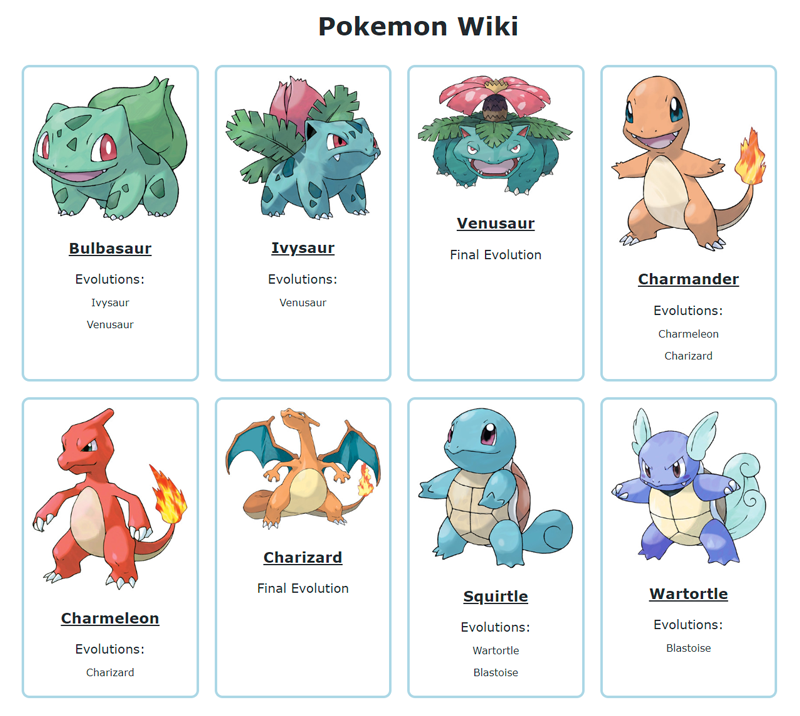 Pokemon Wiki
Bulbasaur
Evolutions:
Ivysaur
Venusaur
Ivysaur
Evolutions:
Venusaur
Venusaur
Final Evolution
Charmander
Evolutions:
Charmeleon
Charizard
Charmeleon
Evolutions:
Charizard
Charizard
Final Evolution
Squirtle
Evolutions:
Wartortle
Blastoise
Wartortle
Evolutions:
Blastoise